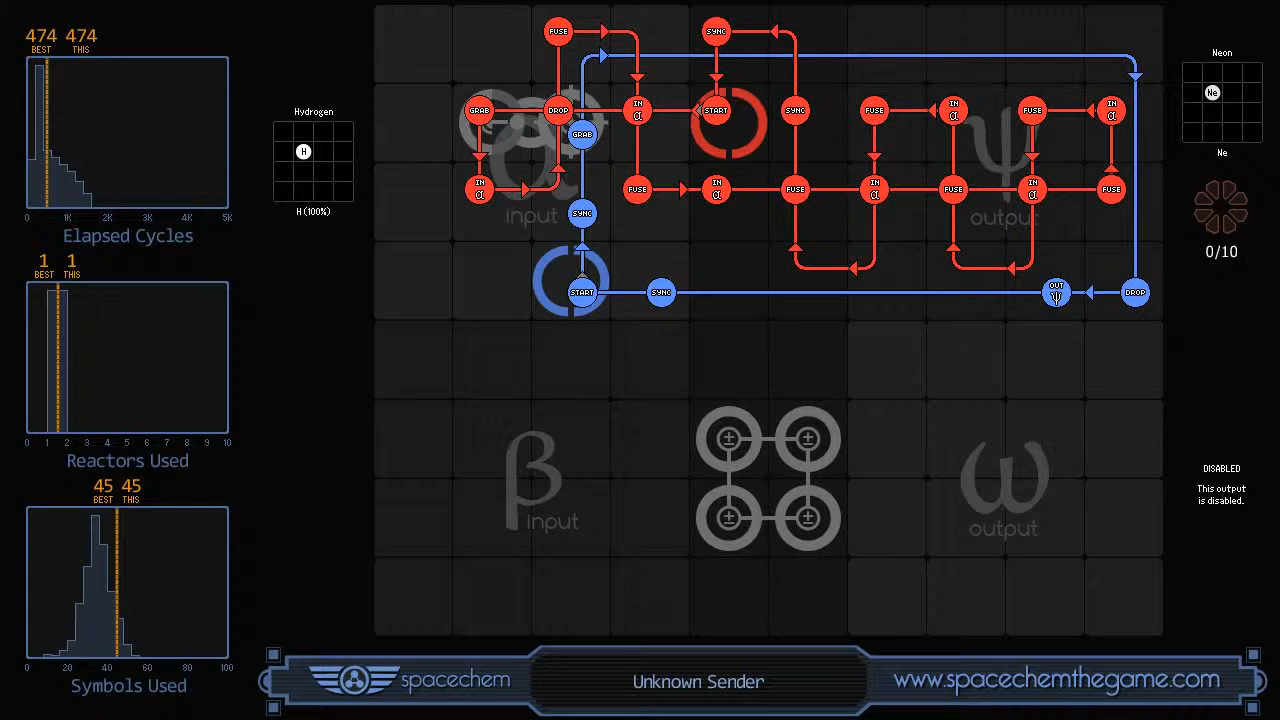 474 474
BEST THIS
0 1K 2K 3K 4K 5K
Elapsed Cycles
1 1
BEST THIS
0 1 2 3 4 5 6 7 8 9 10
Reactors Used
45 45
BEST THIS
0 20 40 60 80 100
Symbols Used
Hydrogen
H
H (100%)
FUSE SYNC
GRAB DROP IN α START SYNC FUSE IN α FUSE IN α
GRAB
IN α FUSE IN α FUSE IN α FUSE IN α FUSE
α input
ψ output
SYNC
START SYNC OUT ψ DROP
β input
ω output
Neon
Ne
Ne
0/10
DISABLED
This output
is disabled.
spacechem
Unknown Sender
www.spacechemthegame.com